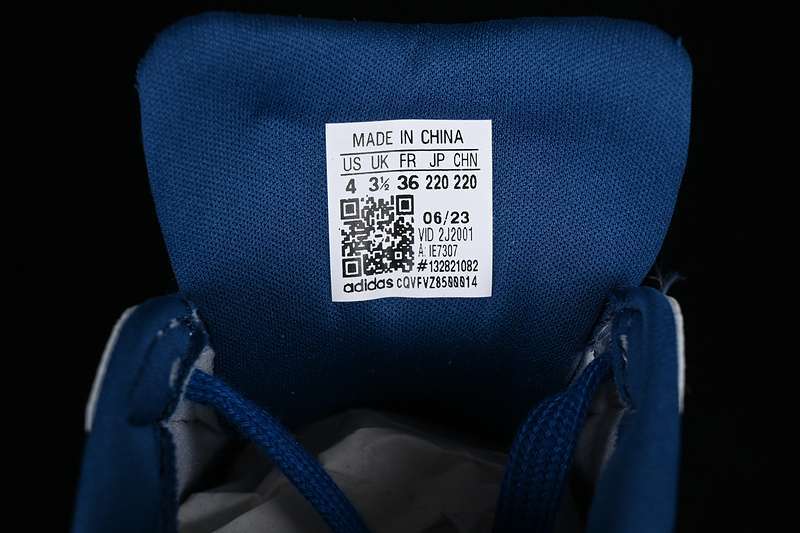 MADE IN CHINA
US UK FR JP CHN
4 3½ 36 220 220
06/23
VID 2J2001
A: IE7307
#132821082
adidas CQVFVZ8500014